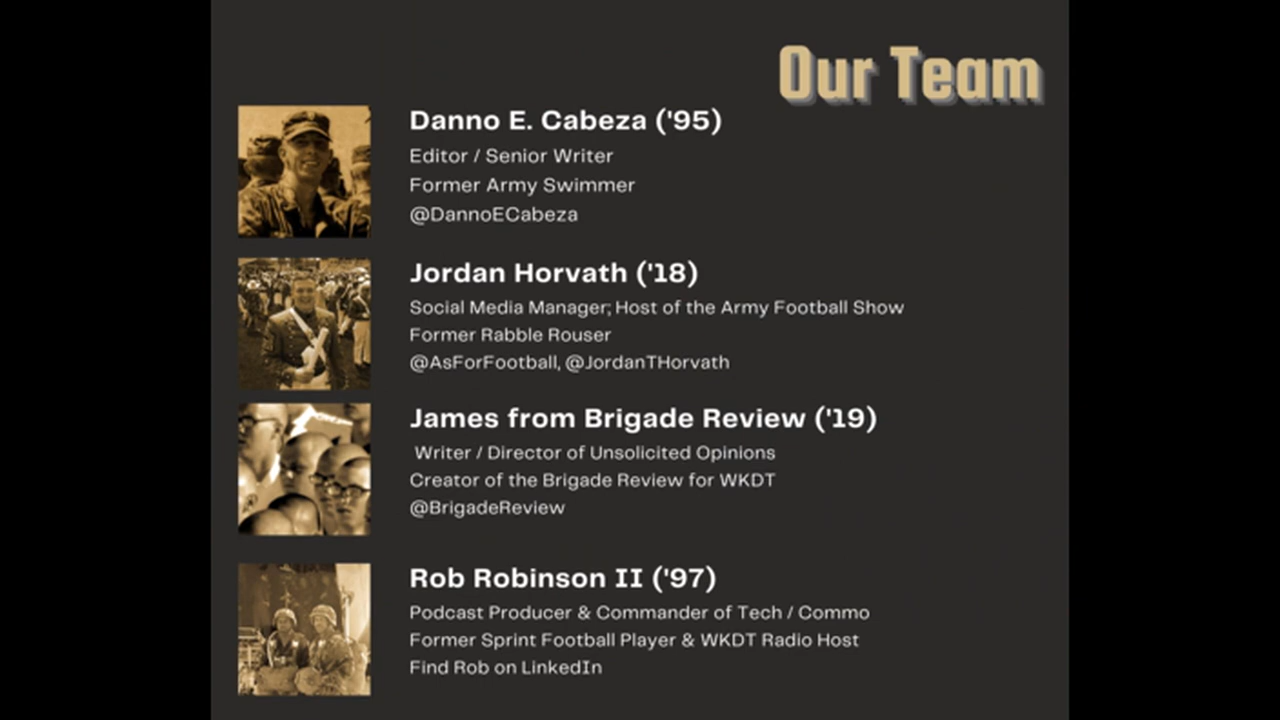 Our Team
Danno E. Cabeza ('95)
Editor / Senior Writer
Former Army Swimmer
@DannoECabeza
Jordan Horvath ('18)
Social Media Manager; Host of the Army Football Show
Former Rabble Rouser
@AsForFootball, @JordanTHorvath
James from Brigade Review ('19)
Writer / Director of Unsolicited Opinions
Creator of the Brigade Review for WKDT
@BrigadeReview
Rob Robinson II ('97)
Podcast Producer & Commander of Tech / Commo
Former Sprint Football Player & WKDT Radio Host
Find Rob on LinkedIn